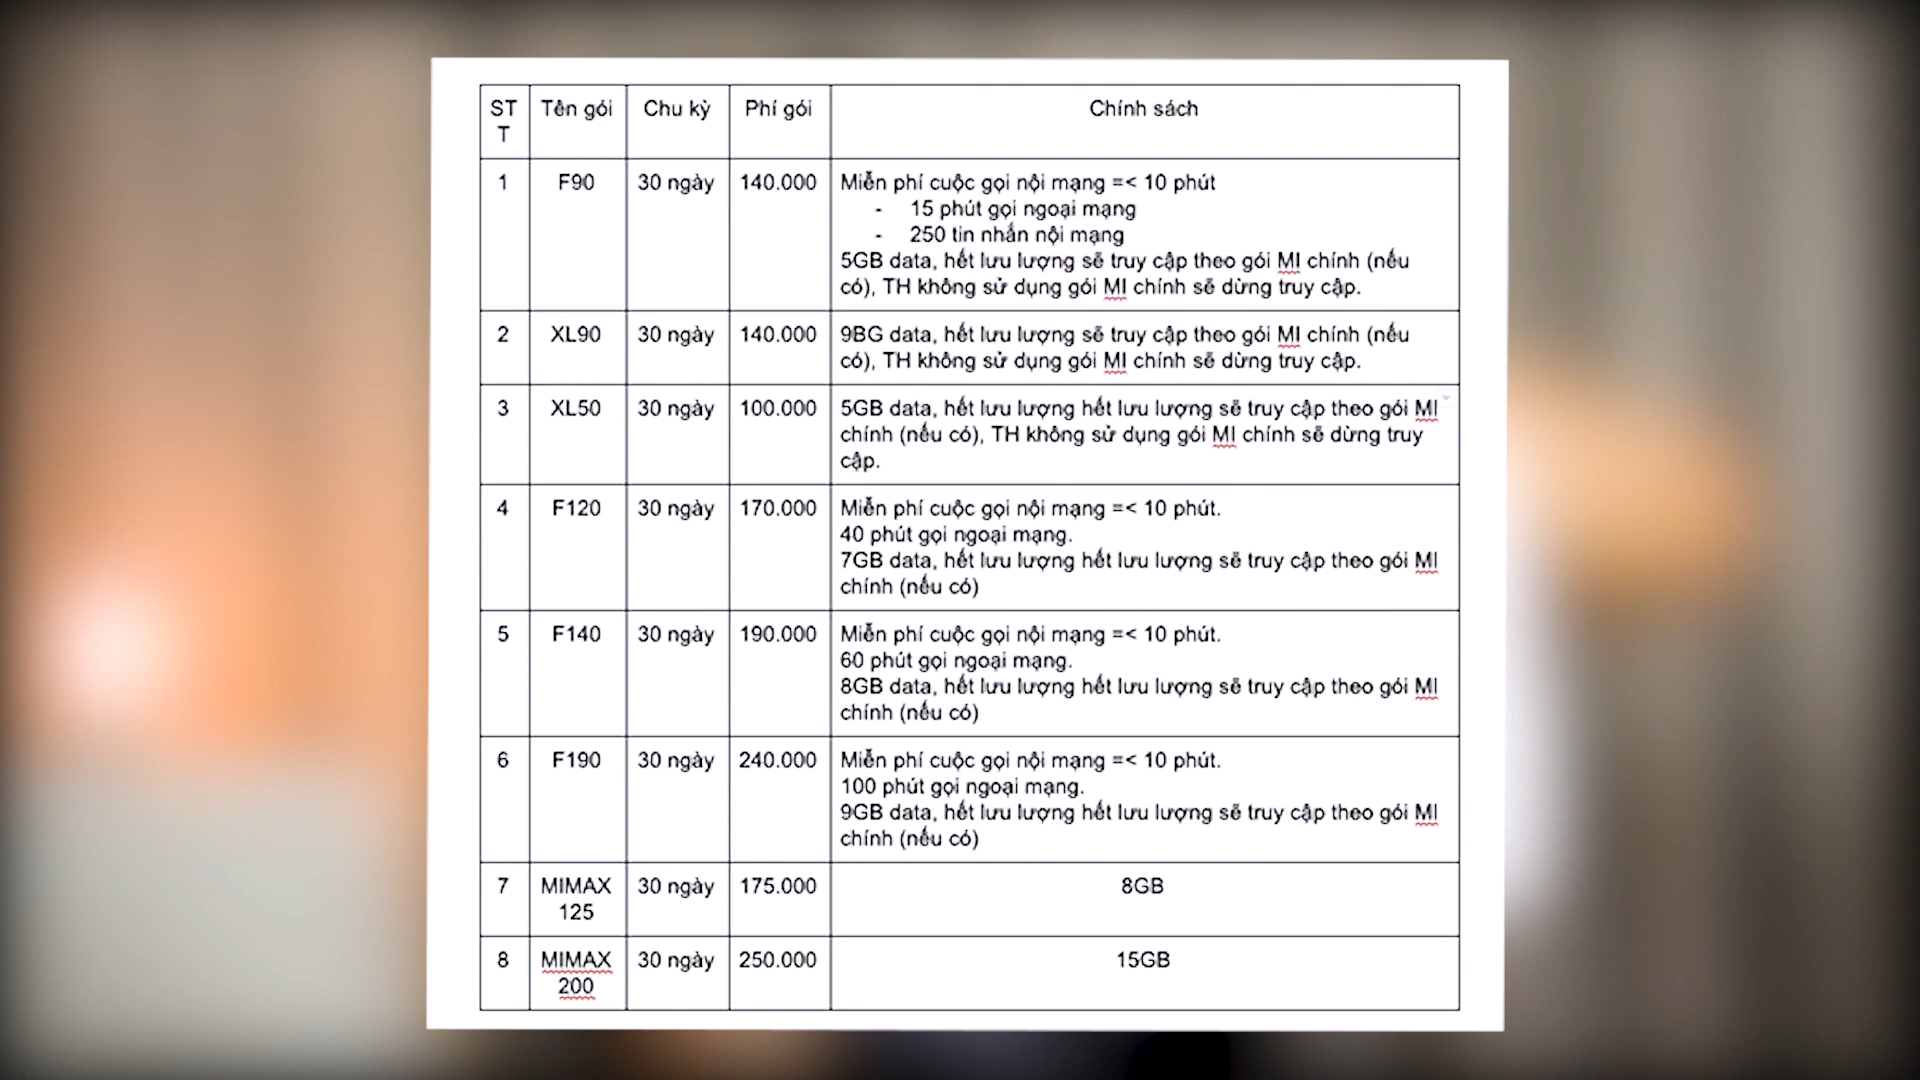 ST Tên gói Chu kỳ Phí gói Chính sách
T
1 F90 30 ngày 140.000 Miễn phí cuộc gọi nội mạng =< 10 phút
- 15 phút gọi ngoại mạng
- 250 tin nhắn nội mạng
5GB data, hết lưu lượng sẽ truy cập theo gói MI chính (nếu
có), TH không sử dụng gói MI chính sẽ dừng truy cập.
2 XL90 30 ngày 140.000 9BG data, hết lưu lượng sẽ truy cập theo gói MI chính (nếu
có), TH không sử dụng gói MI chính sẽ dừng truy cập.
3 XL50 30 ngày 100.000 5GB data, hết lưu lượng hết lưu lượng sẽ truy cập theo gói MI
chính (nếu có), TH không sử dụng gói MI chính sẽ dừng truy
cập.
4 F120 30 ngày 170.000 Miễn phí cuộc gọi nội mạng =< 10 phút.
40 phút gọi ngoại mạng.
7GB data, hết lưu lượng hết lưu lượng sẽ truy cập theo gói MI
chính (nếu có)
5 F140 30 ngày 190.000 Miễn phí cuộc gọi nội mạng =< 10 phút.
60 phút gọi ngoại mạng.
8GB data, hết lưu lượng hết lưu lượng sẽ truy cập theo gói MI
chính (nếu có)
6 F190 30 ngày 240.000 Miễn phí cuộc gọi nội mạng =< 10 phút.
100 phút gọi ngoại mạng.
9GB data, hết lưu lượng hết lưu lượng sẽ truy cập theo gói MI
chính (nếu có)
7 MIMAX 30 ngày 175.000 8GB
125
8 MIMAX 30 ngày 250.000 15GB
200